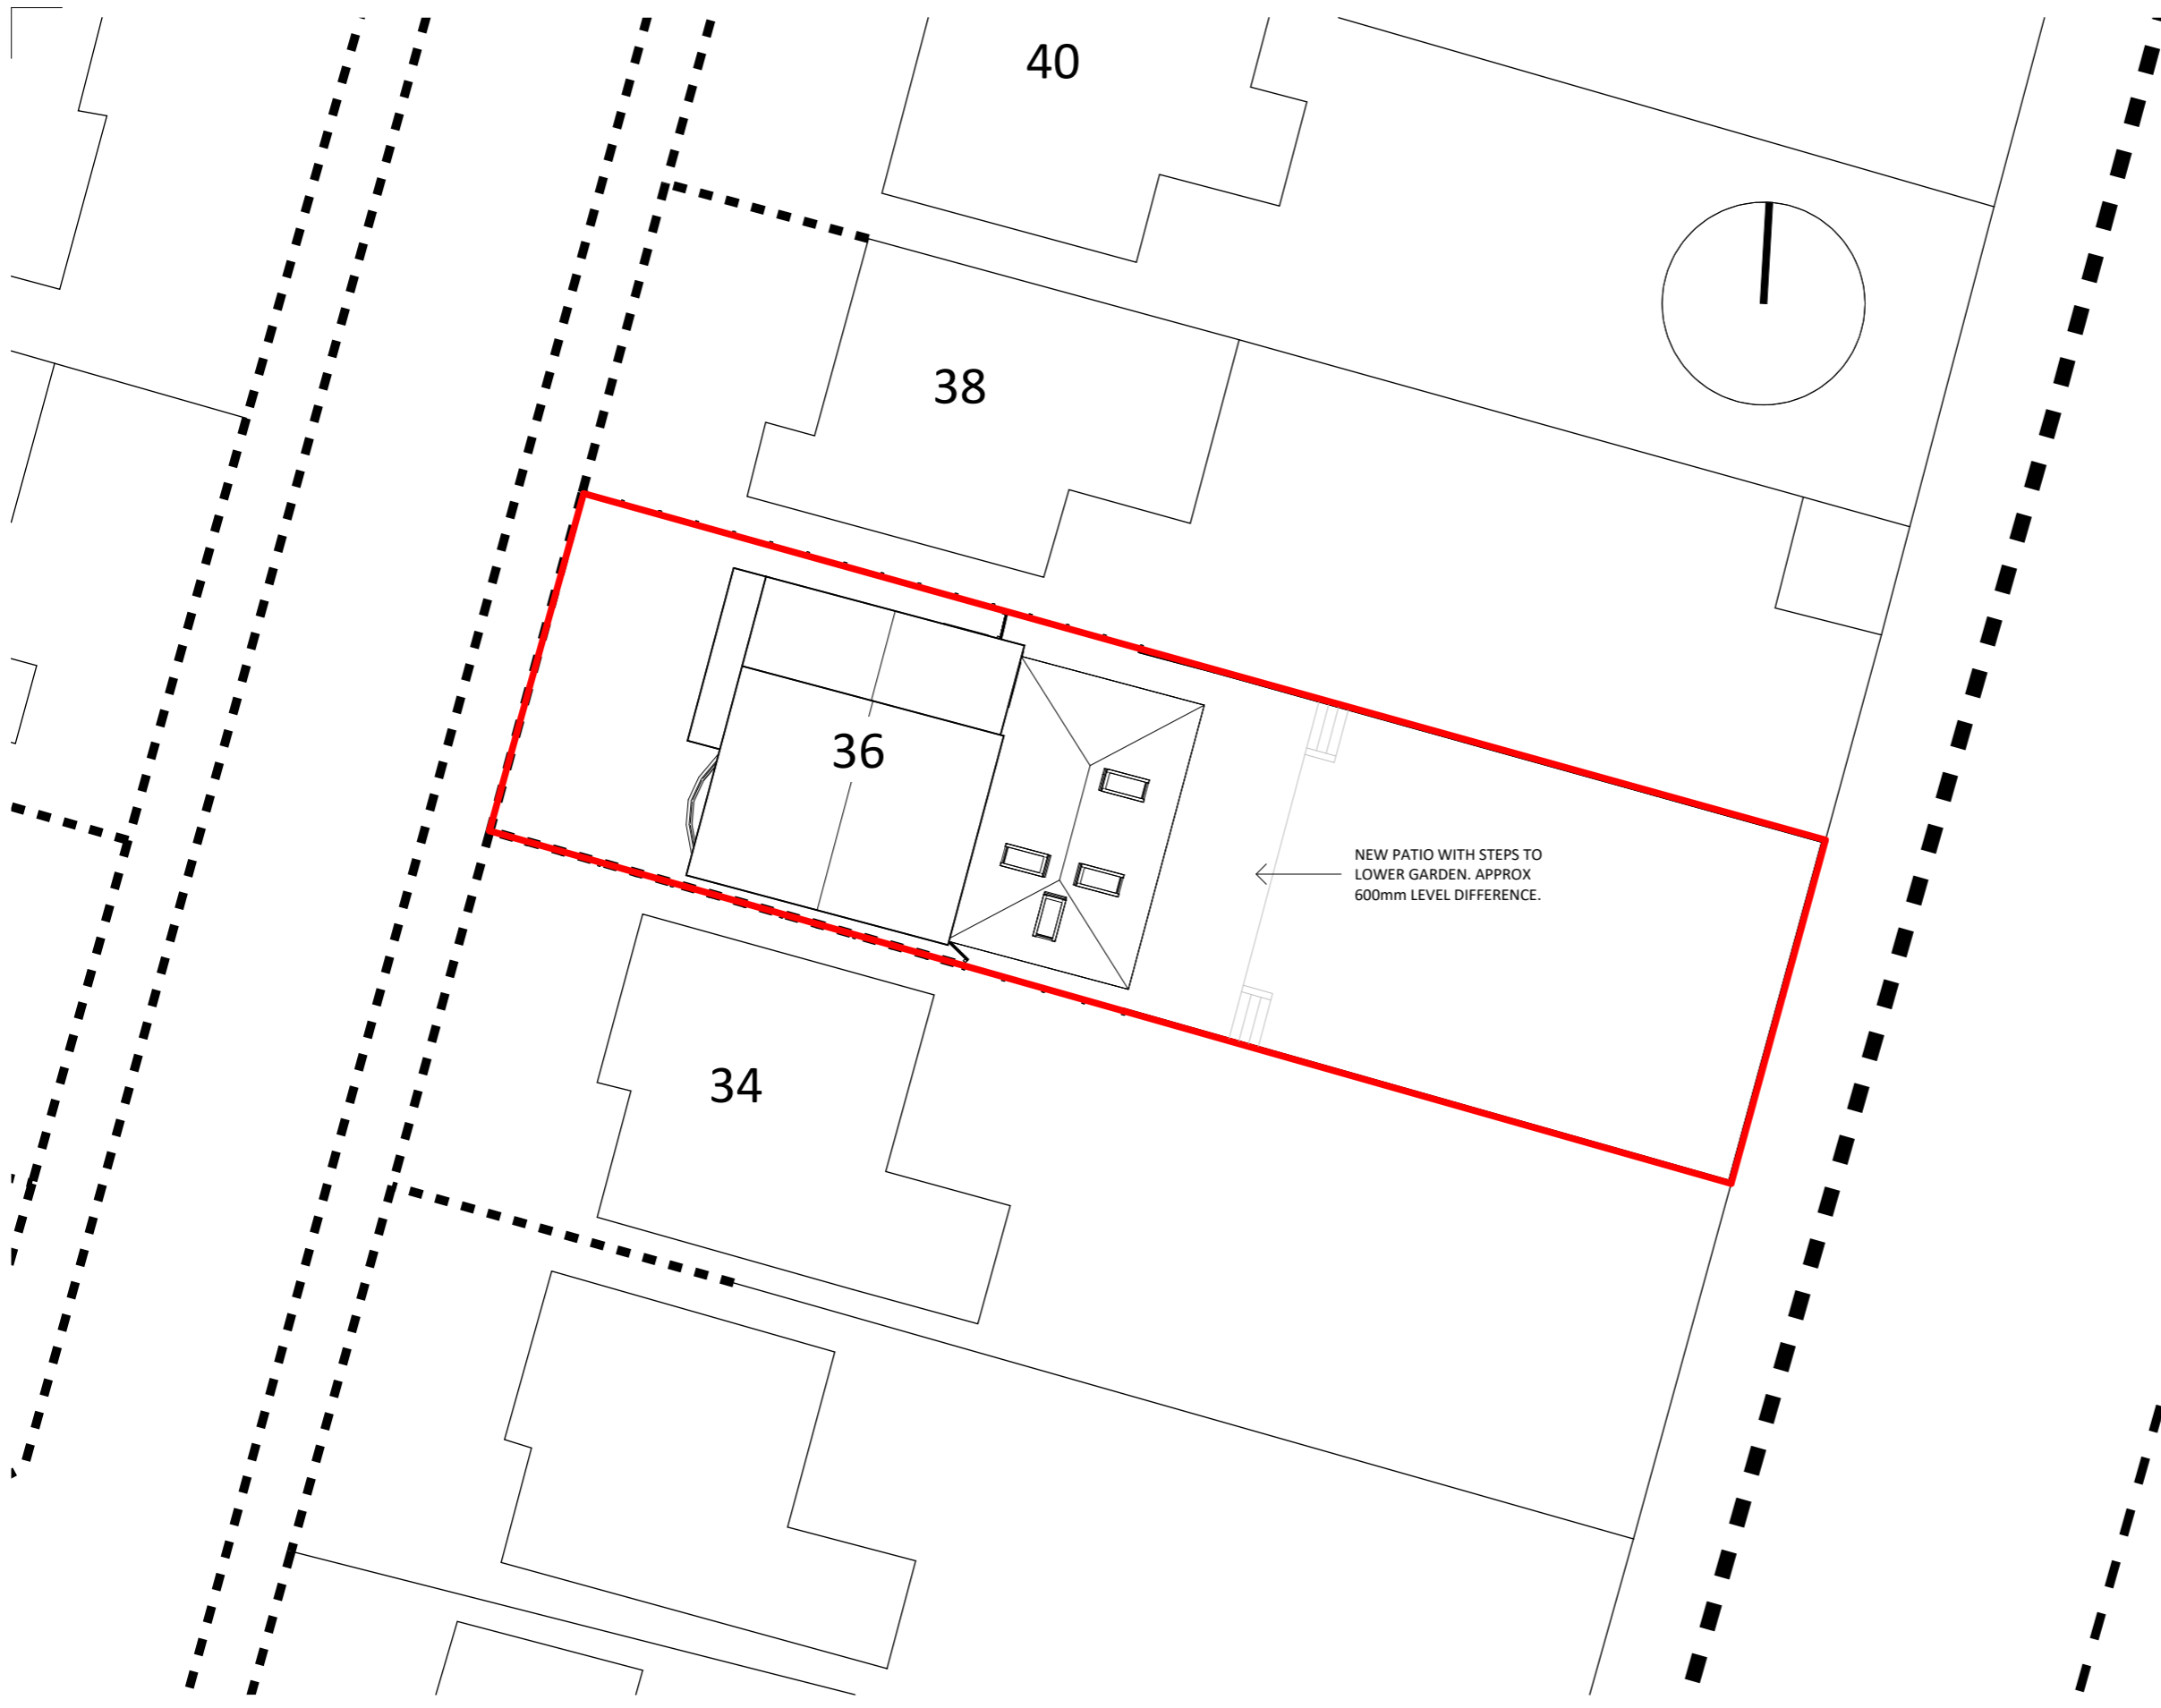 40
38
36
NEW PATIO WITH STEPS TO
LOWER GARDEN. APPROX
600mm LEVEL DIFFERENCE.
34